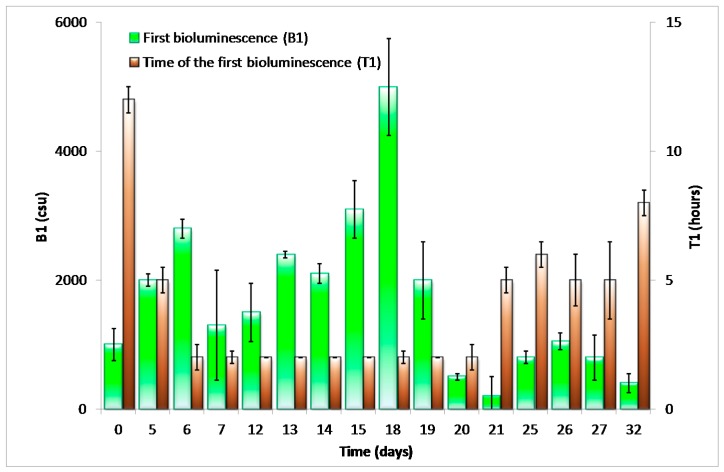 6000
4000
2000
0
B1 (csu)
First bioluminescence (B1)
Time of the first bioluminescence (T1)
15
10
5
0
T1 (hours)
0 5 6 7 12 13 14 15 18 19 20 21 25 26 27 32
Time (days)